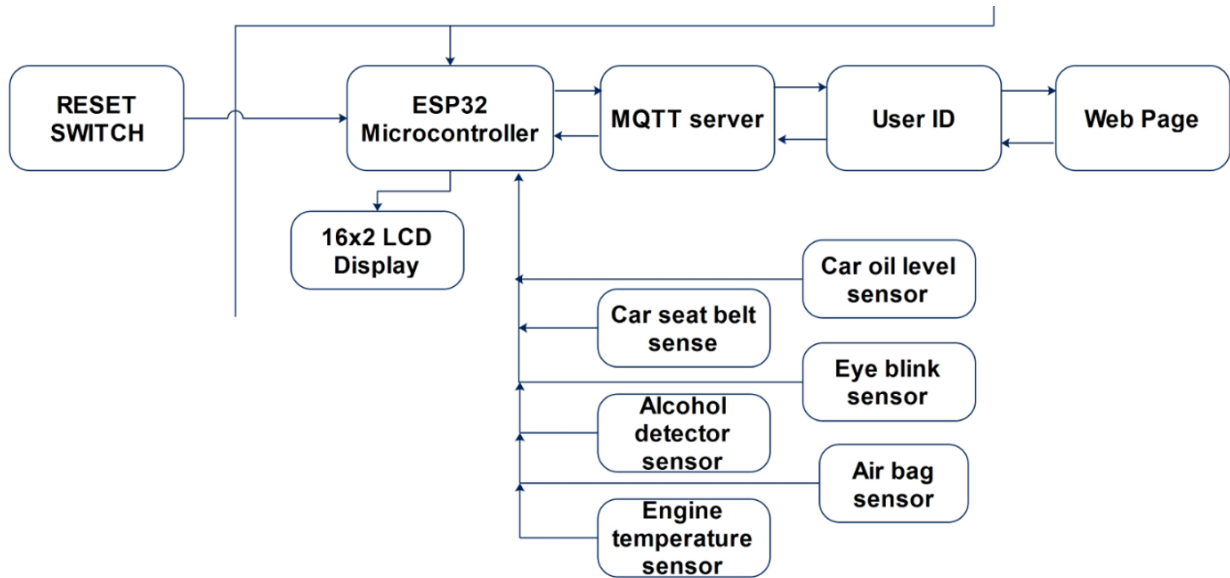 RESET
SWITCH
ESP32
Microcontroller
MQTT server
User ID
Web Page
16x2 LCD
Display
Car oil level
sensor
Car seat belt
sense
Eye blink
sensor
Alcohol
detector
sensor
Air bag
sensor
Engine
temperature
sensor